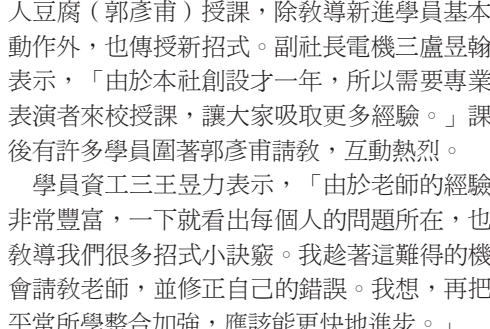 人豆腐（郭彥甫）授課，除教導新進學員基本
動作外，也傳授新招式。副社長電機三盧昱翰
表示，「由於本社創設才一年，所以需要專業
表演者來校授課，讓大家吸取更多經驗。」課
後有許多學員圍著郭彥甫請教，互動熱烈。
學員資工三王昱力表示，「由於老師的經驗
非常豐富，一下就看出每個人的問題所在，也
教導我們很多招式小訣竅。我趁著這難得的機
會請教老師，並修正自己的錯誤。我想，再把
平常所學整合加強，應該能更快地進步。」